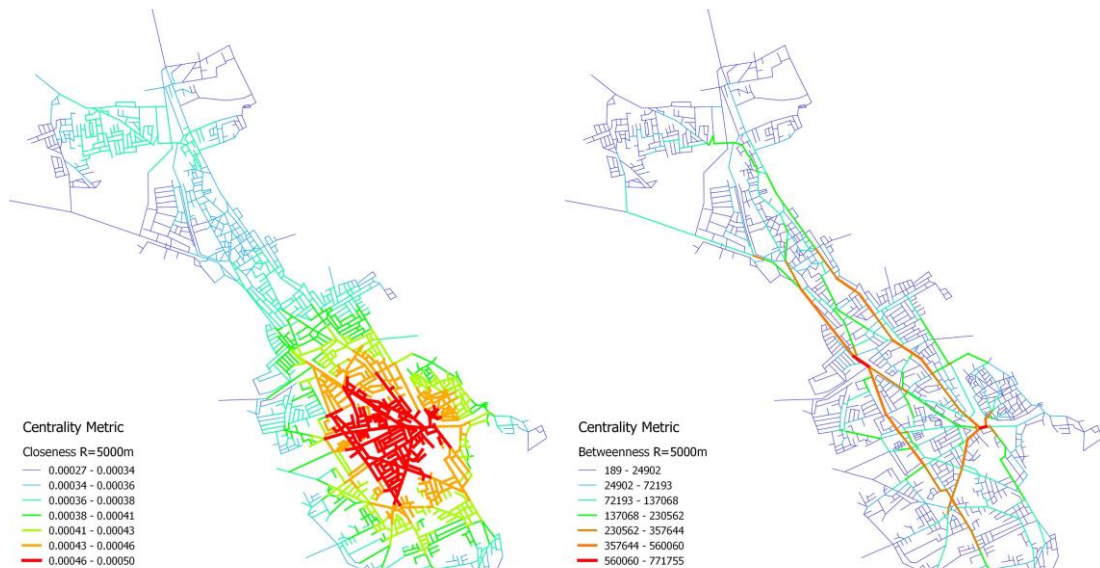 Centrality Metric
Closeness R=5000m
0.00027 - 0.00034
0.00034 - 0.00036
0.00036 - 0.00038
0.00038 - 0.00041
0.00041 - 0.00043
0.00043 - 0.00046
0.00046 - 0.00050
Centrality Metric
Betweenness R=5000m
189 - 24902
24902 - 72193
72193 - 137068
137068 - 230562
230562 - 357644
357644 - 560060
560060 - 771755